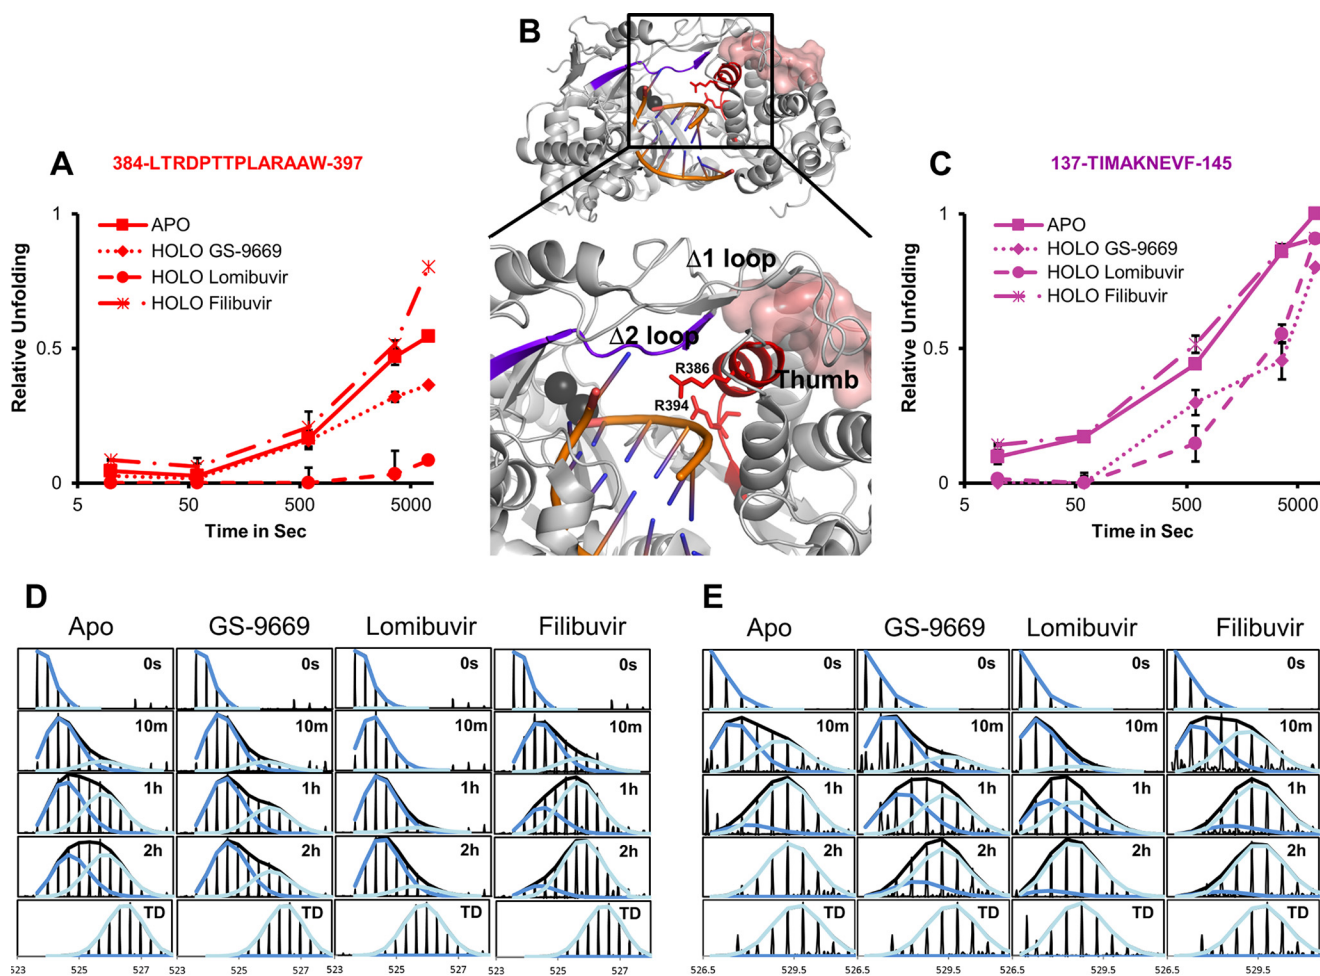 A
384-LTRDPTTPLARAAW-397
1
0.5
0
Relative Unfolding
APO
HOLO GS-9669
HOLO Lomibuvir
HOLO Filibuvir
5
50
500
5000
Time in Sec
B
Δ1 loop
Δ2 loop
R386
Thumb
R394
C
137-TIMAKNEVF-145
1
0.5
0
Relative Unfolding
APO
HOLO GS-9669
HOLO Lomibuvir
HOLO Filibuvir
5
50
500
5000
Time in Sec
D
Apo
GS-9669
Lomibuvir
Filibuvir
0s
0s
0s
0s
10m
10m
10m
10m
1h
1h
1h
1h
2h
2h
2h
2h
TD
TD
TD
TD
523
525
527
523
525
527
523
525
527
523
525
527
E
Apo
GS-9669
Lomibuvir
Filibuvir
0s
0s
0s
0s
10m
10m
10m
10m
1h
1h
1h
1h
2h
2h
2h
2h
TD
TD
TD
TD
526.5
529.5
526.5
529.5
526.5
529.5
526.5
529.5